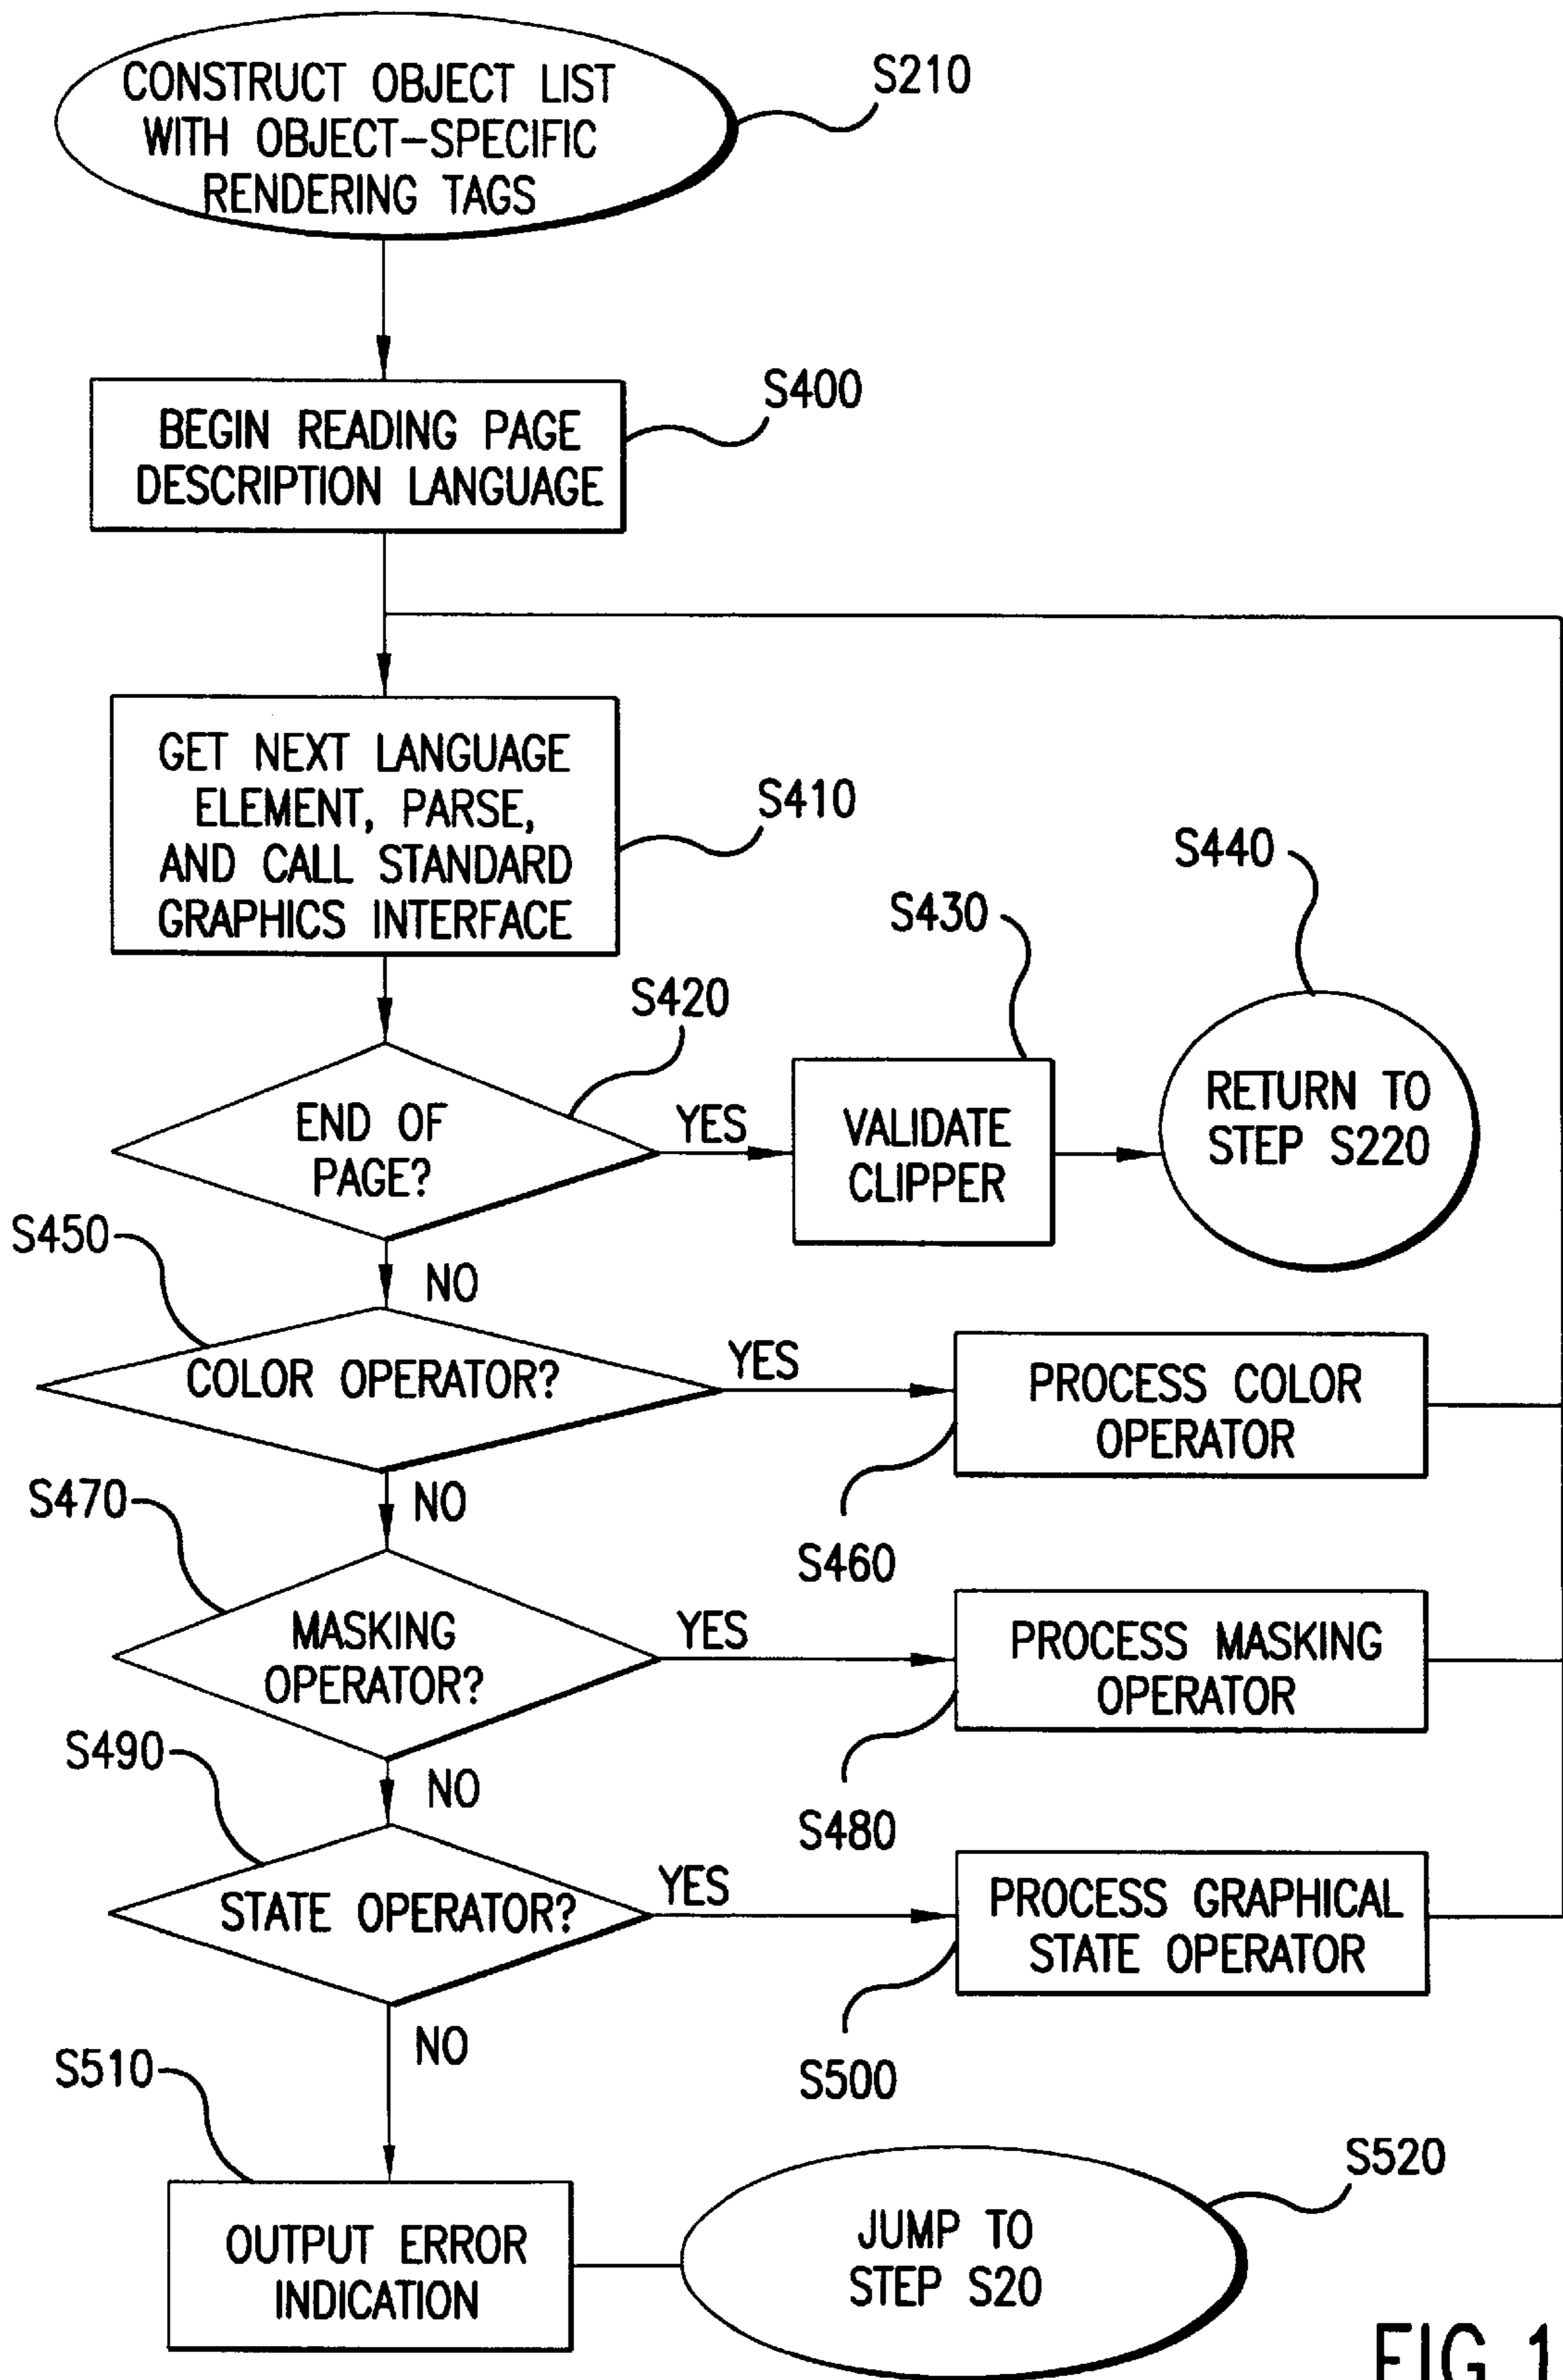 CONSTRUCT OBJECT LIST
WITH OBJECT-SPECIFIC
RENDERING TAGS
S210
BEGIN READING PAGE
DESCRIPTION LANGUAGE
S400
GET NEXT LANGUAGE
ELEMENT, PARSE,
AND CALL STANDARD
GRAPHICS INTERFACE
S410
END OF
PAGE?
S420
YES
VALIDATE
CLIPPER
S430
RETURN TO
STEP S220
S440
NO
S450
COLOR OPERATOR?
YES
PROCESS COLOR
OPERATOR
S460
NO
S470
MASKING
OPERATOR?
YES
PROCESS MASKING
OPERATOR
S480
NO
S490
STATE OPERATOR?
YES
PROCESS GRAPHICAL
STATE OPERATOR
S500
NO
S510
OUTPUT ERROR
INDICATION
JUMP TO
STEP S20
S520
FIG 1